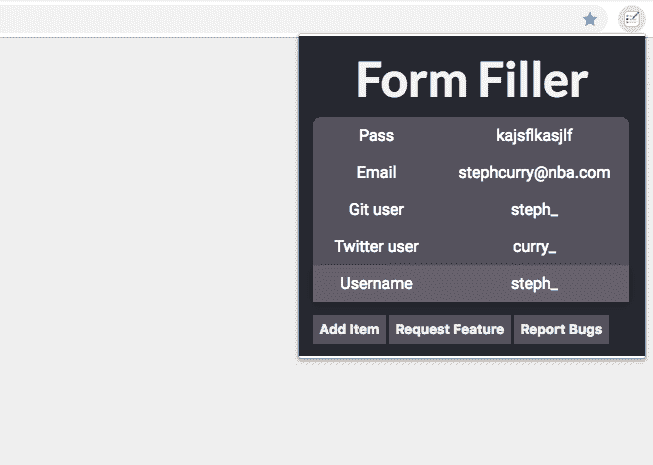 Form Filler
Pass kajsflkasjlf
Email stephcurry@nba.com
Git user steph_
Twitter user curry_
Username steph_
Add Item Request Feature Report Bugs